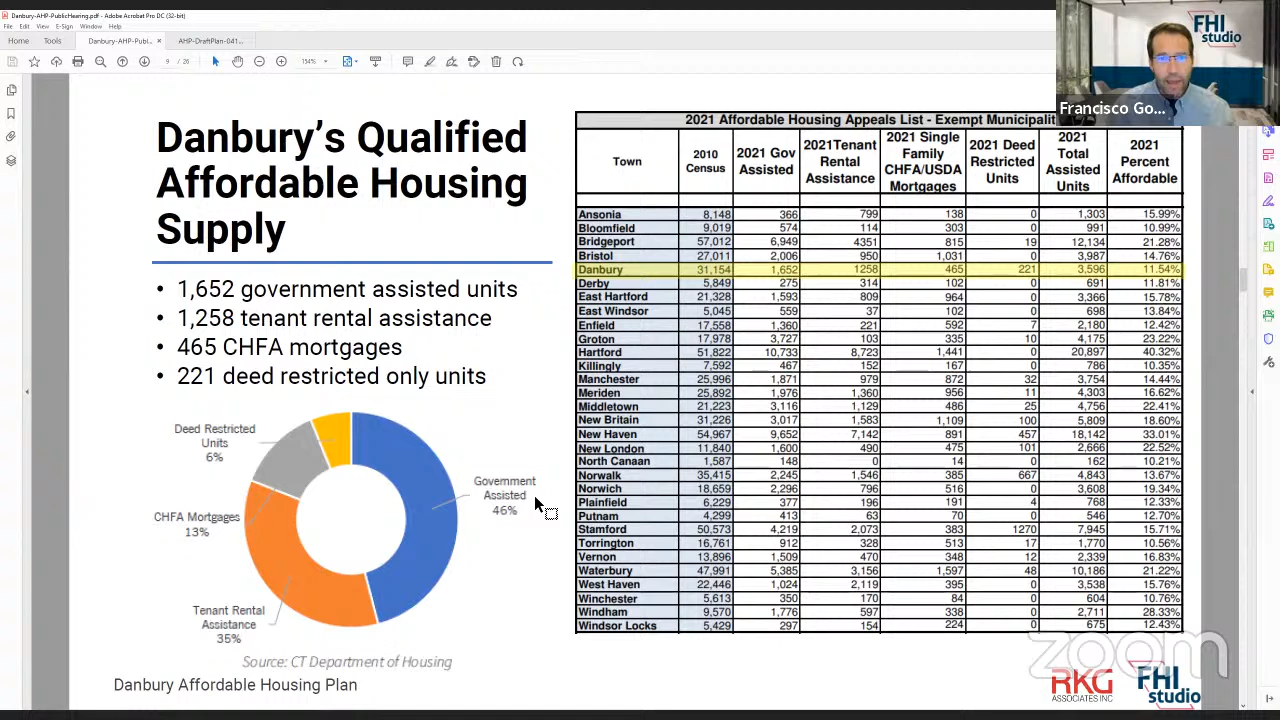 Danbury-AHP-PublicHearing.pdf - Adobe Acrobat Pro DC (32-bit)
File Edit View E-Sign Window Help
Home Tools Danbury-AHP-Publ... × AHP-DraftPlan-041...
9 / 26 154%
FHI
studio
Francisco Go...
Danbury's Qualified
Affordable Housing
Supply
• 1,652 government assisted units
• 1,258 tenant rental assistance
• 465 CHFA mortgages
• 221 deed restricted only units
Deed Restricted
Units
6%
Government
Assisted
46%
CHFA Mortgages
13%
Tenant Rental
Assistance
35%
Source: CT Department of Housing
Danbury Affordable Housing Plan
2021 Affordable Housing Appeals List - Exempt Municipalit
Town 2010 Census 2021 Gov Assisted 2021Tenant Rental Assistance 2021 Single Family CHFA/USDA Mortgages 2021 Deed Restricted Units 2021 Total Assisted Units 2021 Percent Affordable
Ansonia 8,148 366 799 138 0 1,303 15.99%
Bloomfield 9,019 574 114 303 0 991 10.99%
Bridgeport 57,012 6,949 4351 815 19 12,134 21.28%
Bristol 27,011 2,006 950 1,031 0 3,987 14.76%
Danbury 31,154 1,652 1258 465 221 3,596 11.54%
Derby 5,849 275 314 102 0 691 11.81%
East Hartford 21,328 1,593 809 964 0 3,366 15.78%
East Windsor 5,045 559 37 102 0 698 13.84%
Enfield 17,558 1,360 221 592 7 2,180 12.42%
Groton 17,978 3,727 103 335 10 4,175 23.22%
Hartford 51,822 10,733 8,723 1,441 0 20,897 40.32%
Killingly 7,592 467 152 167 0 786 10.35%
Manchester 25,996 1,871 979 872 32 3,754 14.44%
Meriden 25,892 1,976 1,360 956 11 4,303 16.62%
Middletown 21,223 3,116 1,129 486 25 4,756 22.41%
New Britain 31,226 3,017 1,583 1,109 100 5,809 18.60%
New Haven 54,967 9,652 7,142 891 457 18,142 33.01%
New London 11,840 1,600 490 475 101 2,666 22.52%
North Canaan 1,587 148 0 14 0 162 10.21%
Norwalk 35,415 2,245 1,546 385 667 4,843 13.67%
Norwich 18,659 2,296 796 516 0 3,608 19.34%
Plainfield 6,229 377 196 191 4 768 12.33%
Putnam 4,299 413 63 70 0 546 12.70%
Stamford 50,573 4,219 2,073 383 1270 7,945 15.71%
Torrington 16,761 912 328 513 17 1,770 10.56%
Vernon 13,896 1,509 470 348 12 2,339 16.83%
Waterbury 47,991 5,385 3,156 1,597 48 10,186 21.22%
West Haven 22,446 1,024 2,119 395 0 3,538 15.76%
Winchester 5,613 350 170 84 0 604 10.76%
Windham 9,570 1,776 597 338 0 2,711 28.33%
Windsor Locks 5,429 297 154 224 0 675 12.43%
zoom
RKG
ASSOCIATES INC
FHI
studio